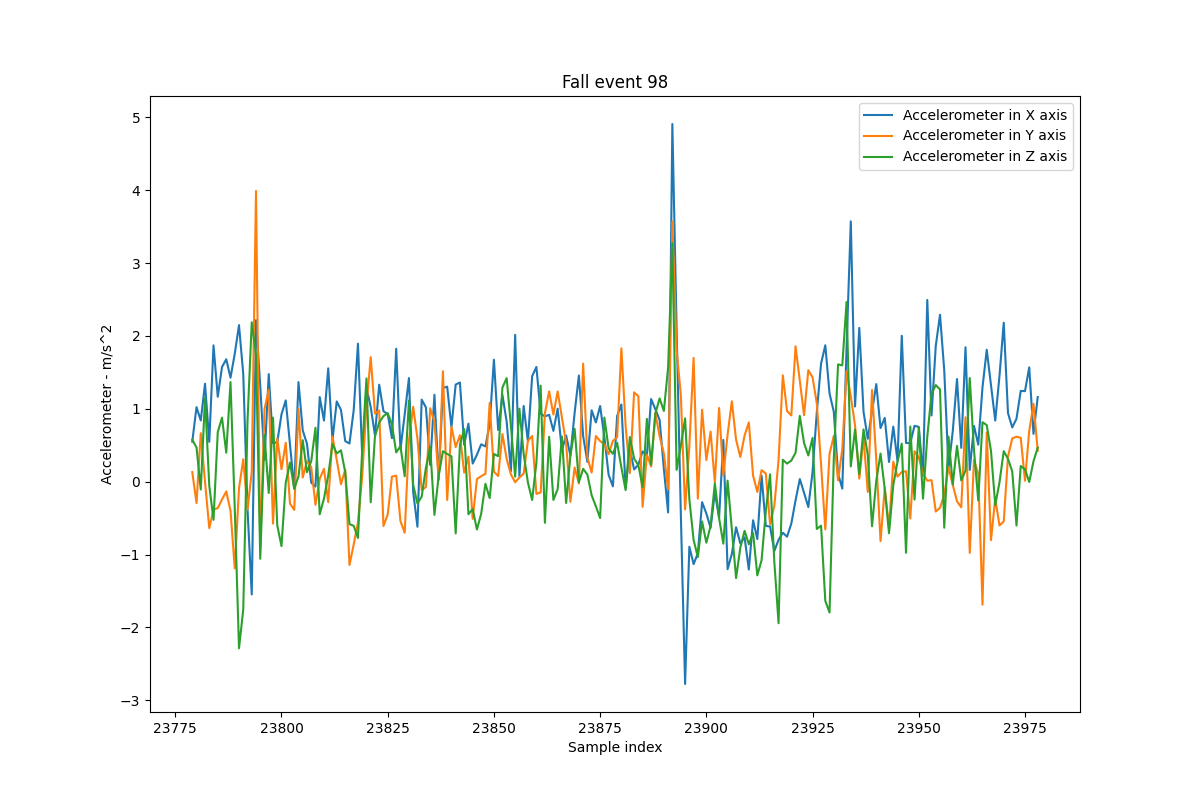 Fall event 98
Accelerometer in X axis
Accelerometer in Y axis
Accelerometer in Z axis
Accelerometer - m/s^2
5
4
3
2
1
0
−1
−2
−3
23775 23800 23825 23850 23875 23900 23925 23950 23975
Sample index